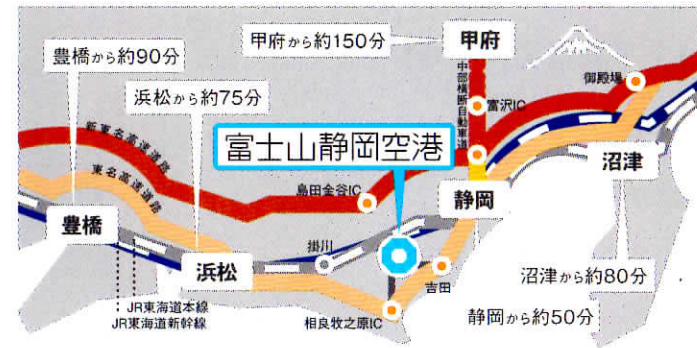 豊橋から約90分
甲府から約150分
甲府
浜松から約75分
御殿場
中部横断自動車道
富沢IC
新東名高速道路
富士山静岡空港
東名高速道路
沼津
島田金谷IC
静岡
豊橋
掛川
浜松
吉田
沼津から約80分
JR東海道本線
JR東海道新幹線
相良牧之原IC
静岡から約50分